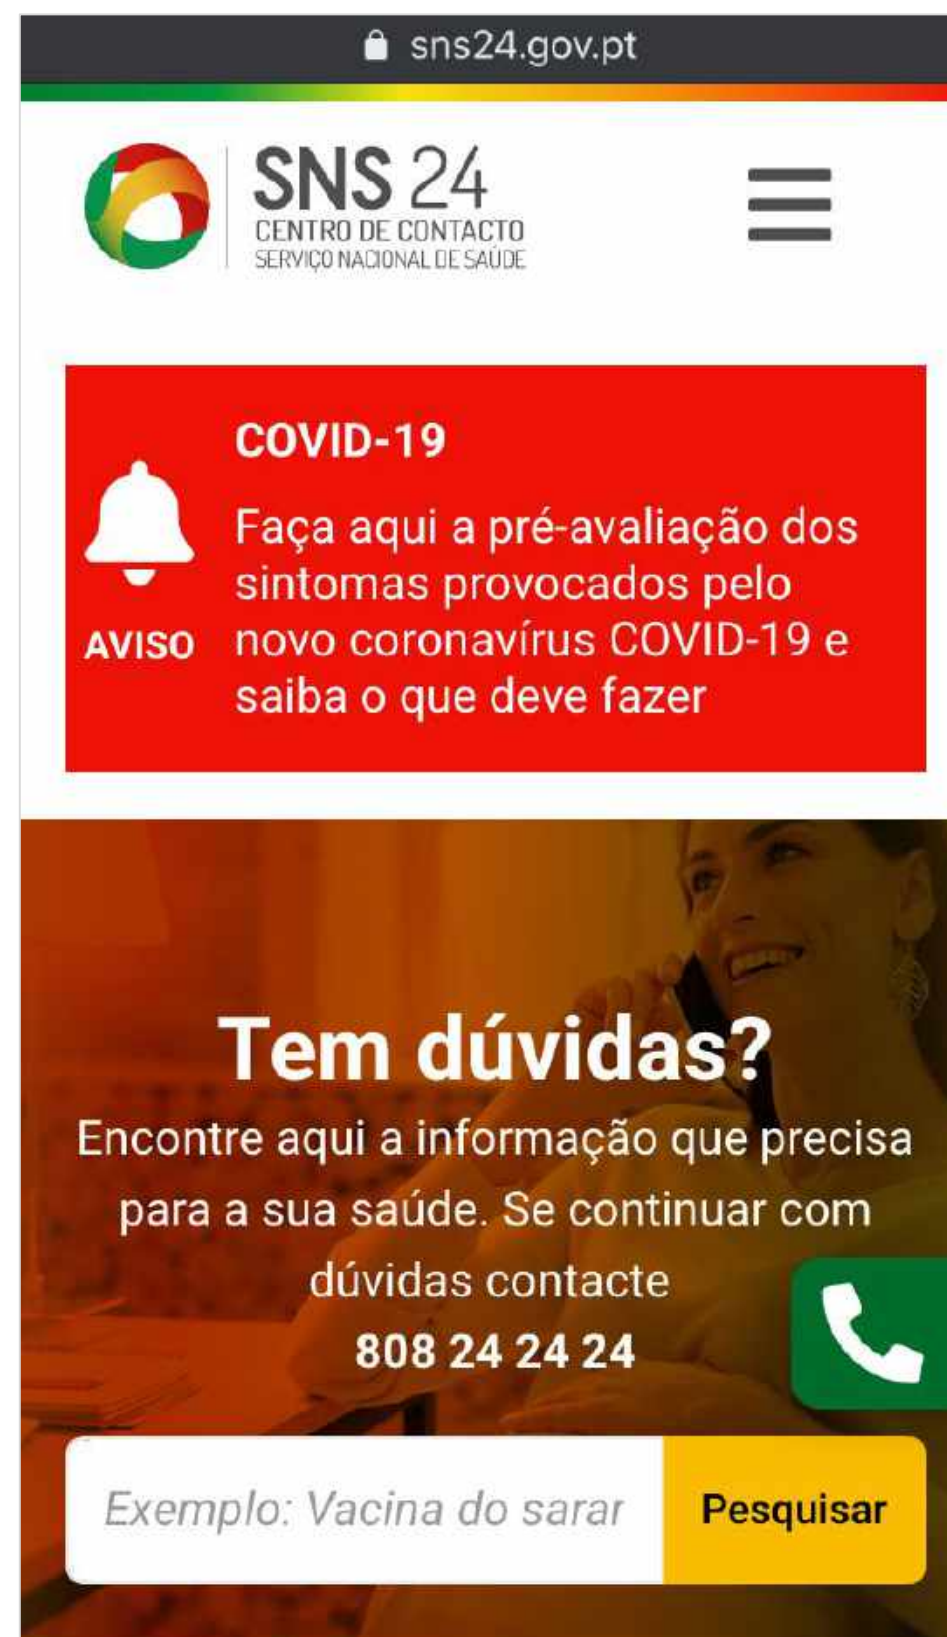 sns24.gov.pt
SNS 24
CENTRO DE CONTACTO
SERVIÇO NACIONAL DE SAÚDE
COVID-19
Faça aqui a pré-avaliação dos
sintomas provocados pelo
novo coronavírus COVID-19 e
saiba o que deve fazer
AVISO
Tem dúvidas?
Encontre aqui a informação que precisa
para a sua saúde. Se continuar com
dúvidas contacte
808 24 24 24
Exemplo: Vacina do sarar
Pesquisar